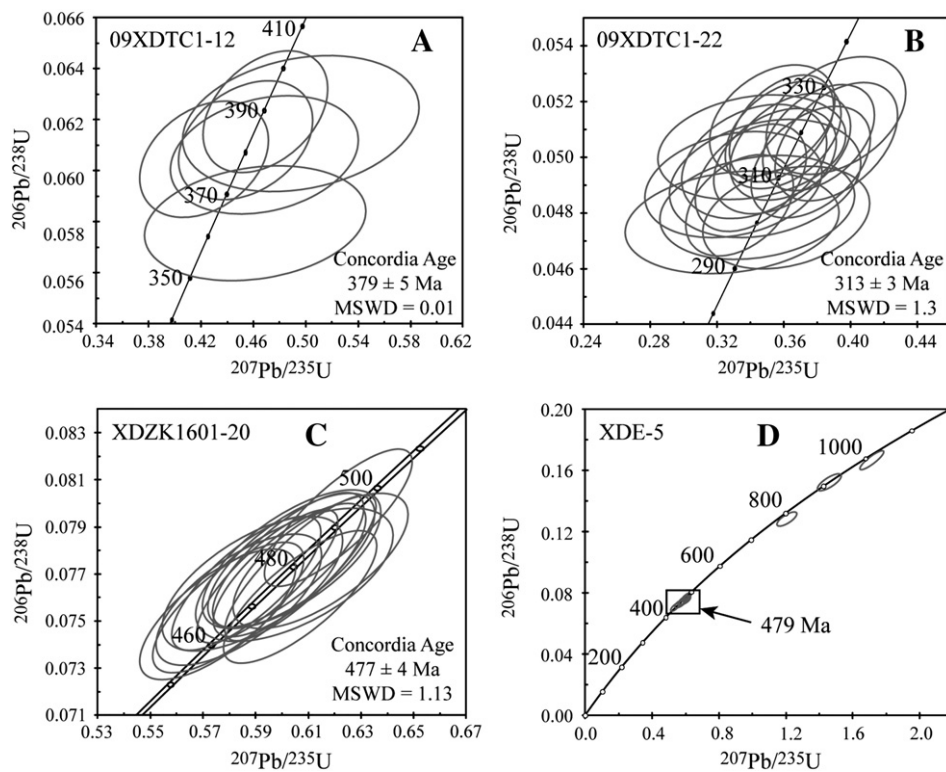 09XDTC1-12
A
0.066
0.064
0.062
0.060
0.058
0.056
0.054
206Pb/238U
410
390
370
350
Concordia Age
379 ± 5 Ma
MSWD = 0.01
0.34 0.38 0.42 0.46 0.50 0.54 0.58 0.62
207Pb/235U
09XDTC1-22
B
0.054
0.052
0.050
0.048
0.046
0.044
206Pb/238U
330
310
290
Concordia Age
313 ± 3 Ma
MSWD = 1.3
0.24 0.28 0.32 0.36 0.40 0.44
207Pb/235U
XDZK1601-20
C
0.083
0.081
0.079
0.077
0.075
0.073
0.071
206Pb/238U
500
480
460
Concordia Age
477 ± 4 Ma
MSWD = 1.13
0.53 0.55 0.57 0.59 0.61 0.63 0.65 0.67
207Pb/235U
XDE-5
D
0.20
0.16
0.12
0.08
0.04
0.00
206Pb/238U
1000
800
600
400
200
479 Ma
0.0 0.4 0.8 1.2 1.6 2.0
207Pb/235U